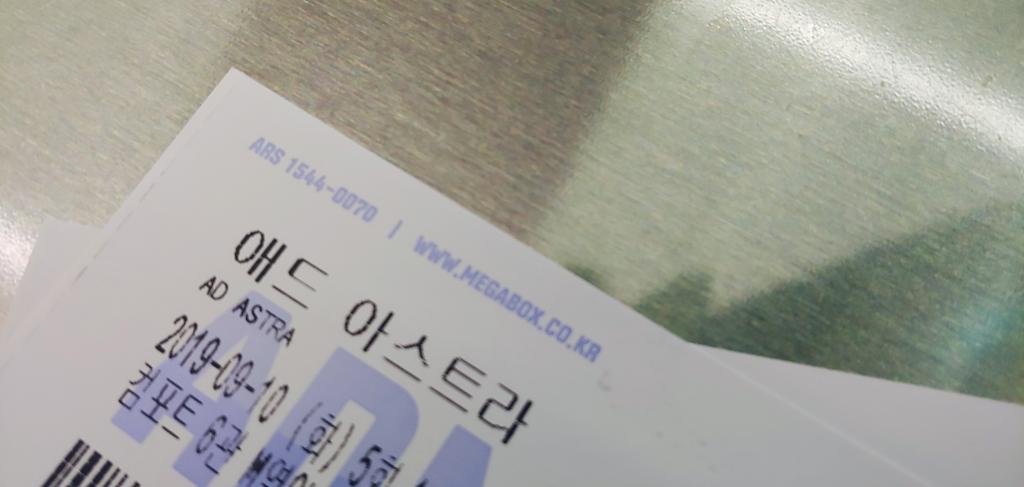 ARS 1544-0070 | WWW.MEGABOX.CO.KR
애드 아스트라
AD ASTRA
2019-09-10 (화) 5회
컴포트 6관